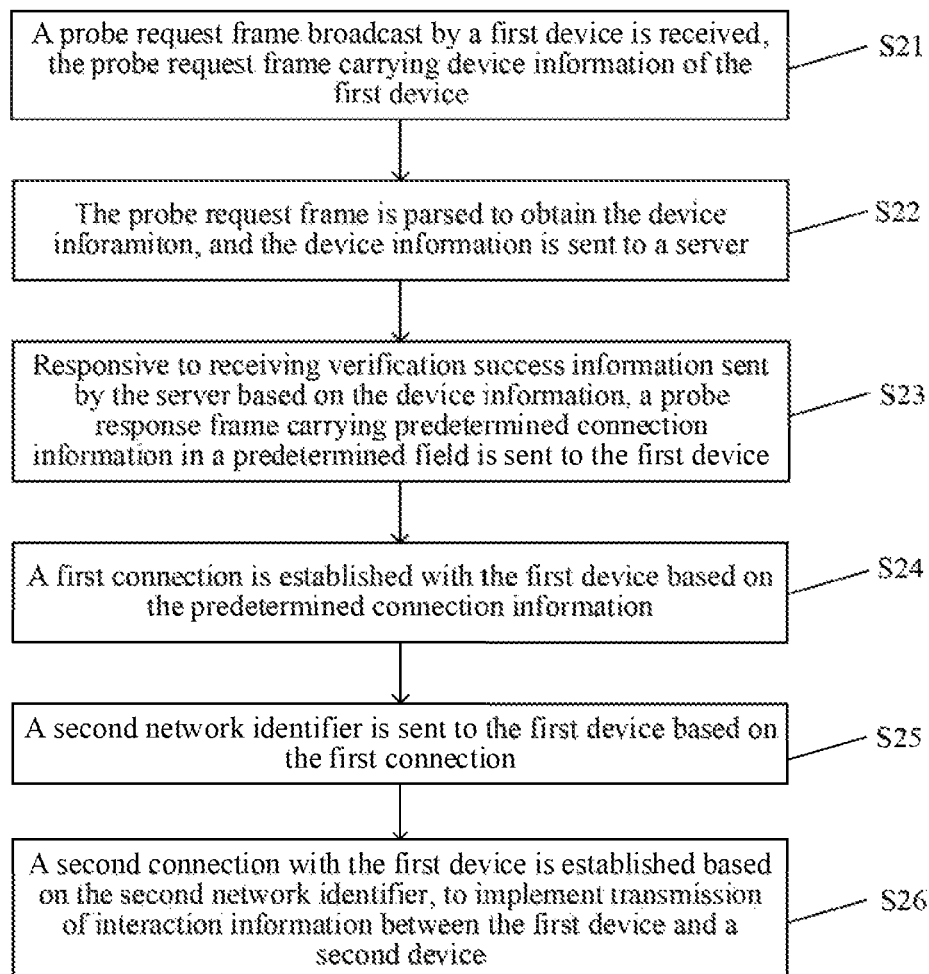 A probe request frame broadcast by a first device is received,
the probe request frame carrying device information of the
first device
S21
The probe request frame is parsed to obtain the device
inforamiton, and the device information is sent to a server
S22
Responsive to receiving verification success information sent
by the server based on the device information, a probe
response frame carrying predetermined connection
information in a predetermined field is sent to the first device
S23
A first connection is established with the first device based on
the predetermined connection information
S24
A second network identifier is sent to the first device based on
the first connection
S25
A second connection with the first device is established based
on the second network identifier, to implement transmission
of interaction information between the first device and a
second device
S26